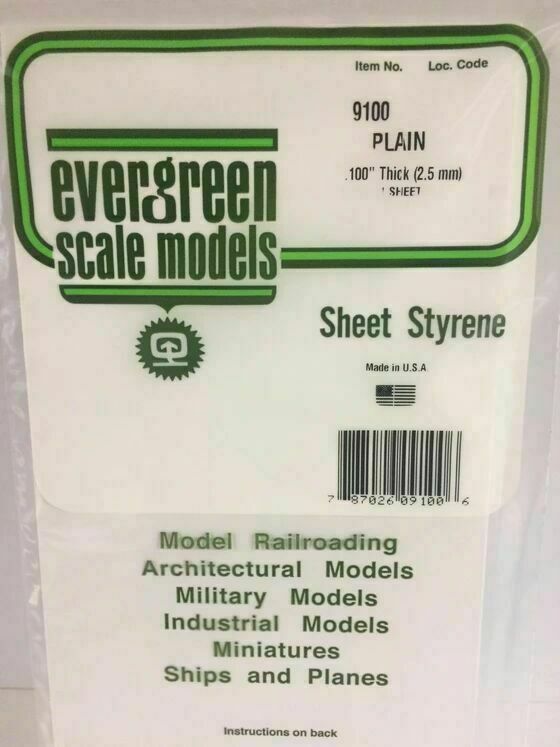 Item No. Loc. Code
9100
PLAIN
.100" Thick (2.5 mm)
1 SHEET
evergreen
scale models
Sheet Styrene
Made in U.S.A.
7 87026 09100 6
Model Railroading
Architectural Models
Military Models
Industrial Models
Miniatures
Ships and Planes
Instructions on back